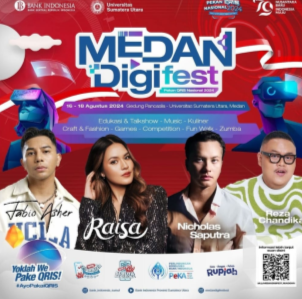 BANK INDONESIA
Universitas
Sumatera Utara
MEDAN
Digifest
16 - 18 Agustus 2024 Gedung Pancasila - Universitas Sumatera Utara, Medan
Edukasi & Talkshow - Music - Kuliner
Craft & Fashion - Games - Competition - Fun Walk - Zumba
Fabio Asher
Raisa
Nicholas
Saputra
Reza
Chandika
UCLA
Yoklah We
Pake QRIS!
#AyoPakaiQRIS
Rupiah